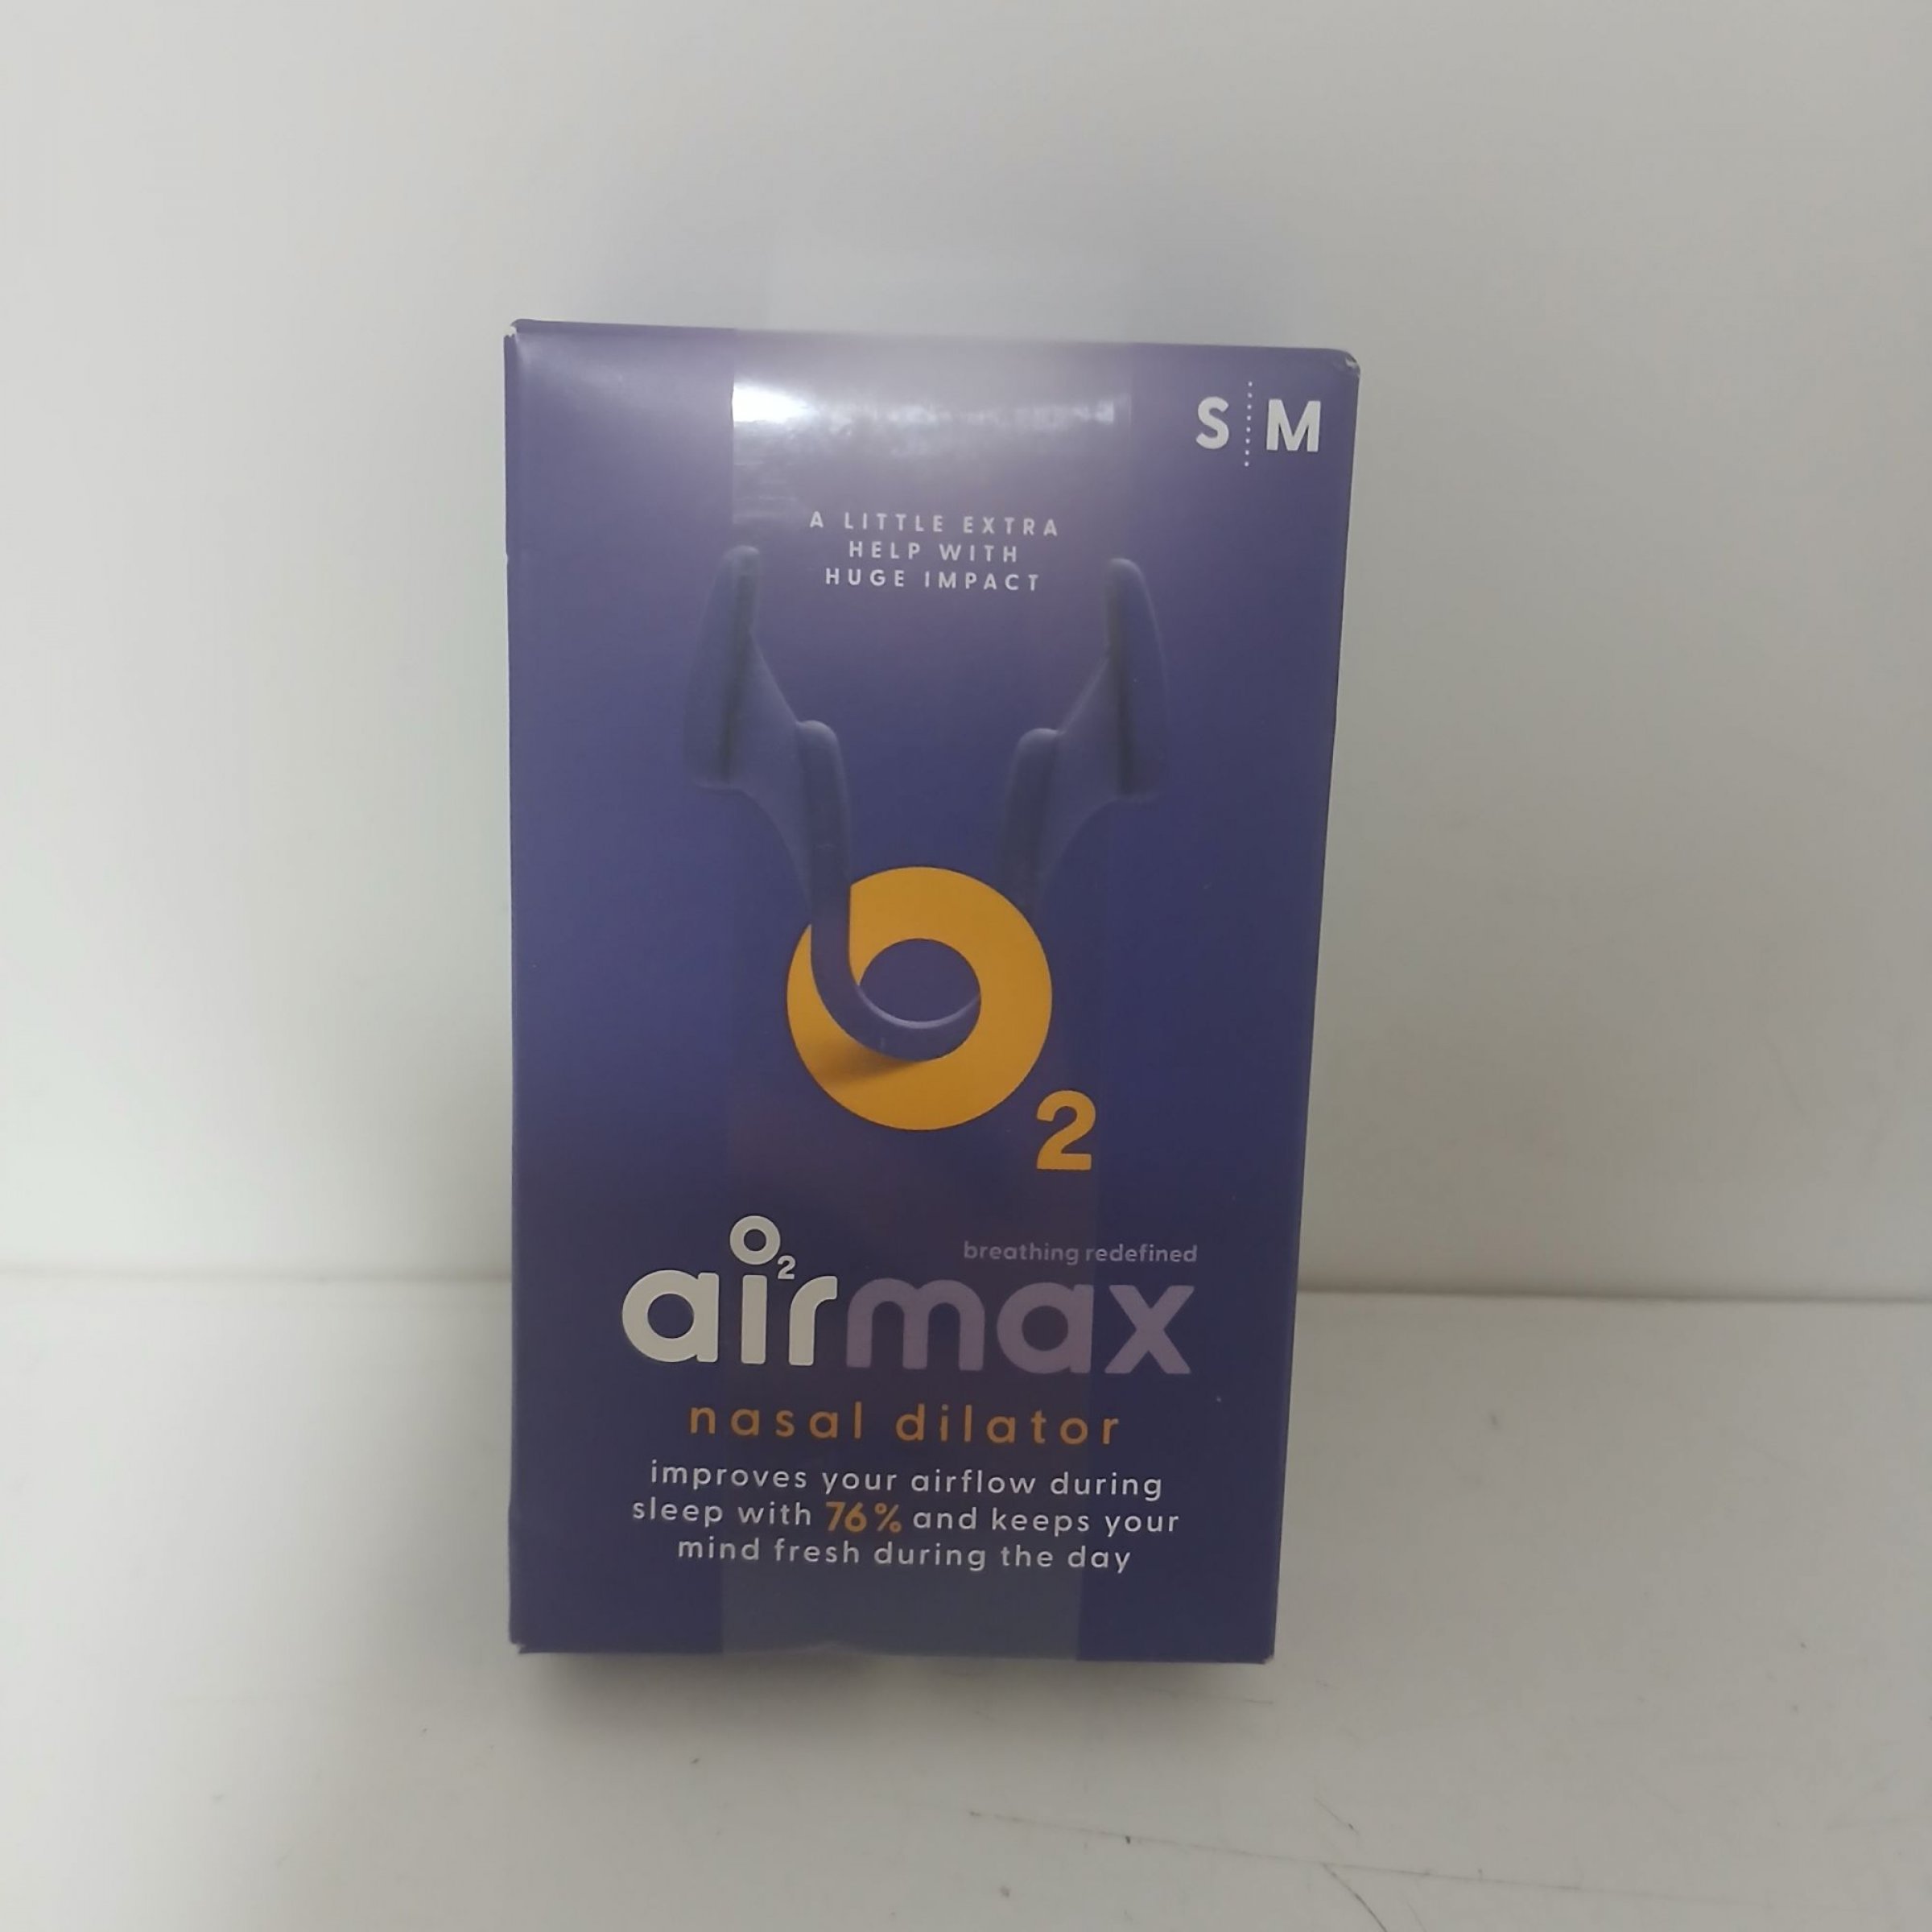 S M
A LITTLE EXTRA
HELP WITH
HUGE IMPACT
O2
O2
breathing redefined
airmax
nasal dilator
improves your airflow during
sleep with 76% and keeps your
mind fresh during the day